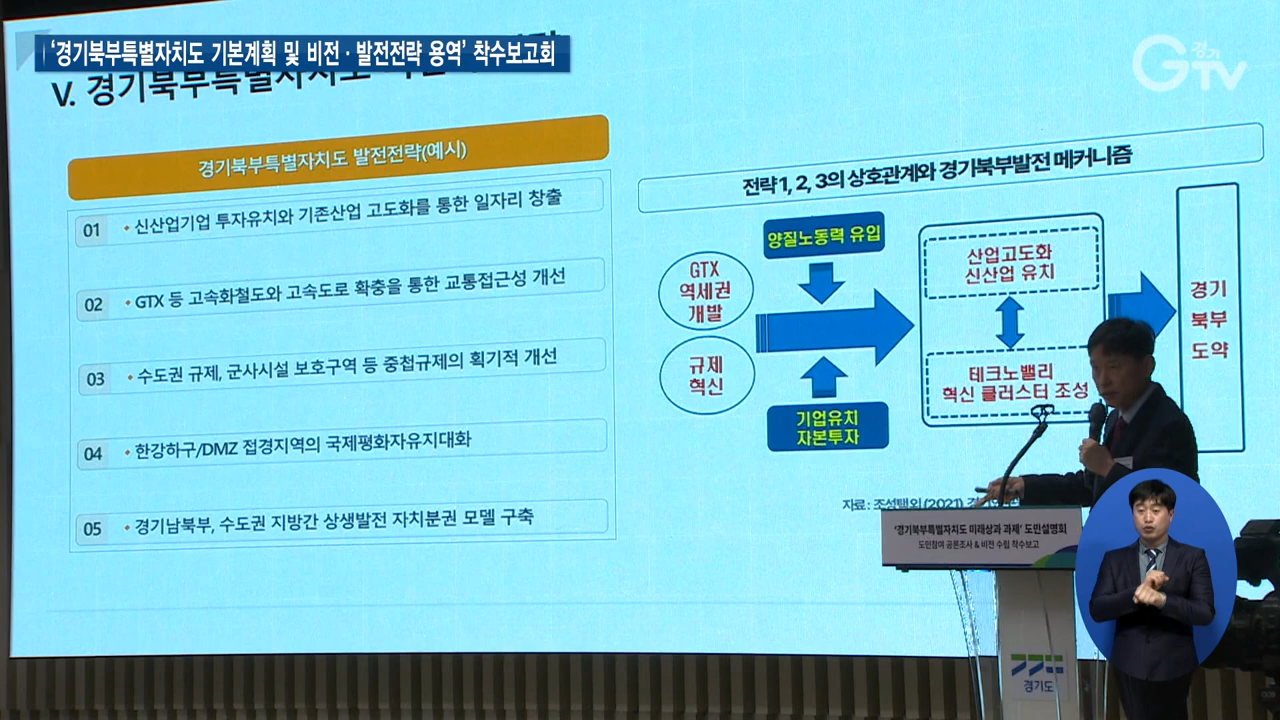 '경기북부특별자치도 기본계획 및 비전·발전전략 용역' 착수보고회
경기
GTV
V. 경기북부특별자치도
경기북부특별자치도 발전전략(예시)
01 신산업기업 투자유치와 기존산업 고도화를 통한 일자리 창출
02 GTX 등 고속화철도와 고속도로 확충을 통한 교통접근성 개선
03 수도권 규제, 군사시설 보호구역 등 중첩규제의 획기적 개선
04 한강하구/DMZ 접경지역의 국제평화자유지대화
05 경기남북부, 수도권 지방간 상생발전 자치분권 모델 구축
전략 1, 2, 3의 상호관계와 경기북부발전 메커니즘
GTX
역세권
개발
규제
혁신
양질노동력 유입
기업유치
자본투자
산업고도화
신산업 유치
테크노밸리
혁신 클러스터 조성
경기
북부
도약
자료 : 조성택외 (2021).
'경기북부특별자치도 미래상과 과제' 도민설명회
도민참여 공론조사 & 비전 수립 착수보고
경기도